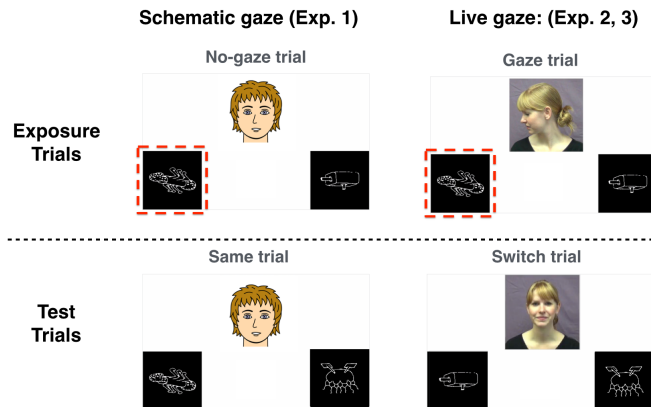 Schematic gaze (Exp. 1)
Live gaze: (Exp. 2, 3)
No-gaze trial
Gaze trial
Exposure
Trials
Same trial
Switch trial
Test
Trials